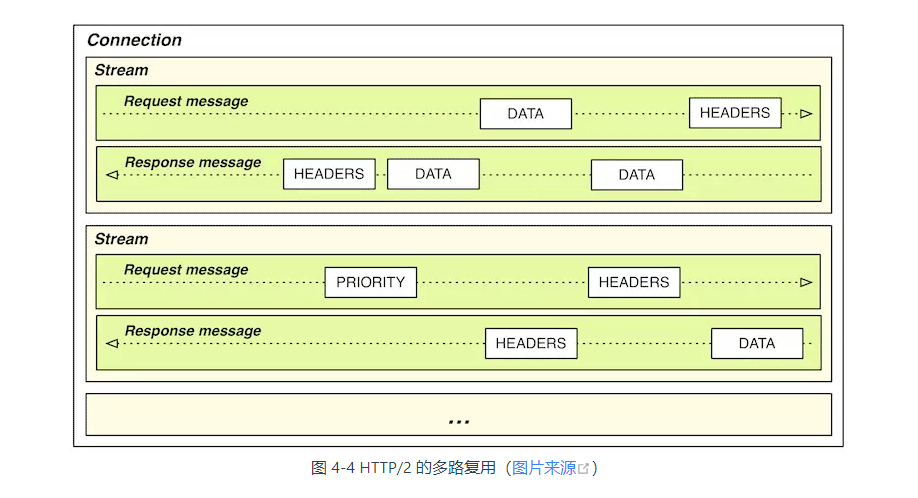 Connection
Stream
Request message
DATA HEADERS
Response message
HEADERS DATA DATA
Stream
Request message
PRIORITY HEADERS
Response message
HEADERS DATA
...
图 4-4 HTTP/2 的多路复用（图片来源）